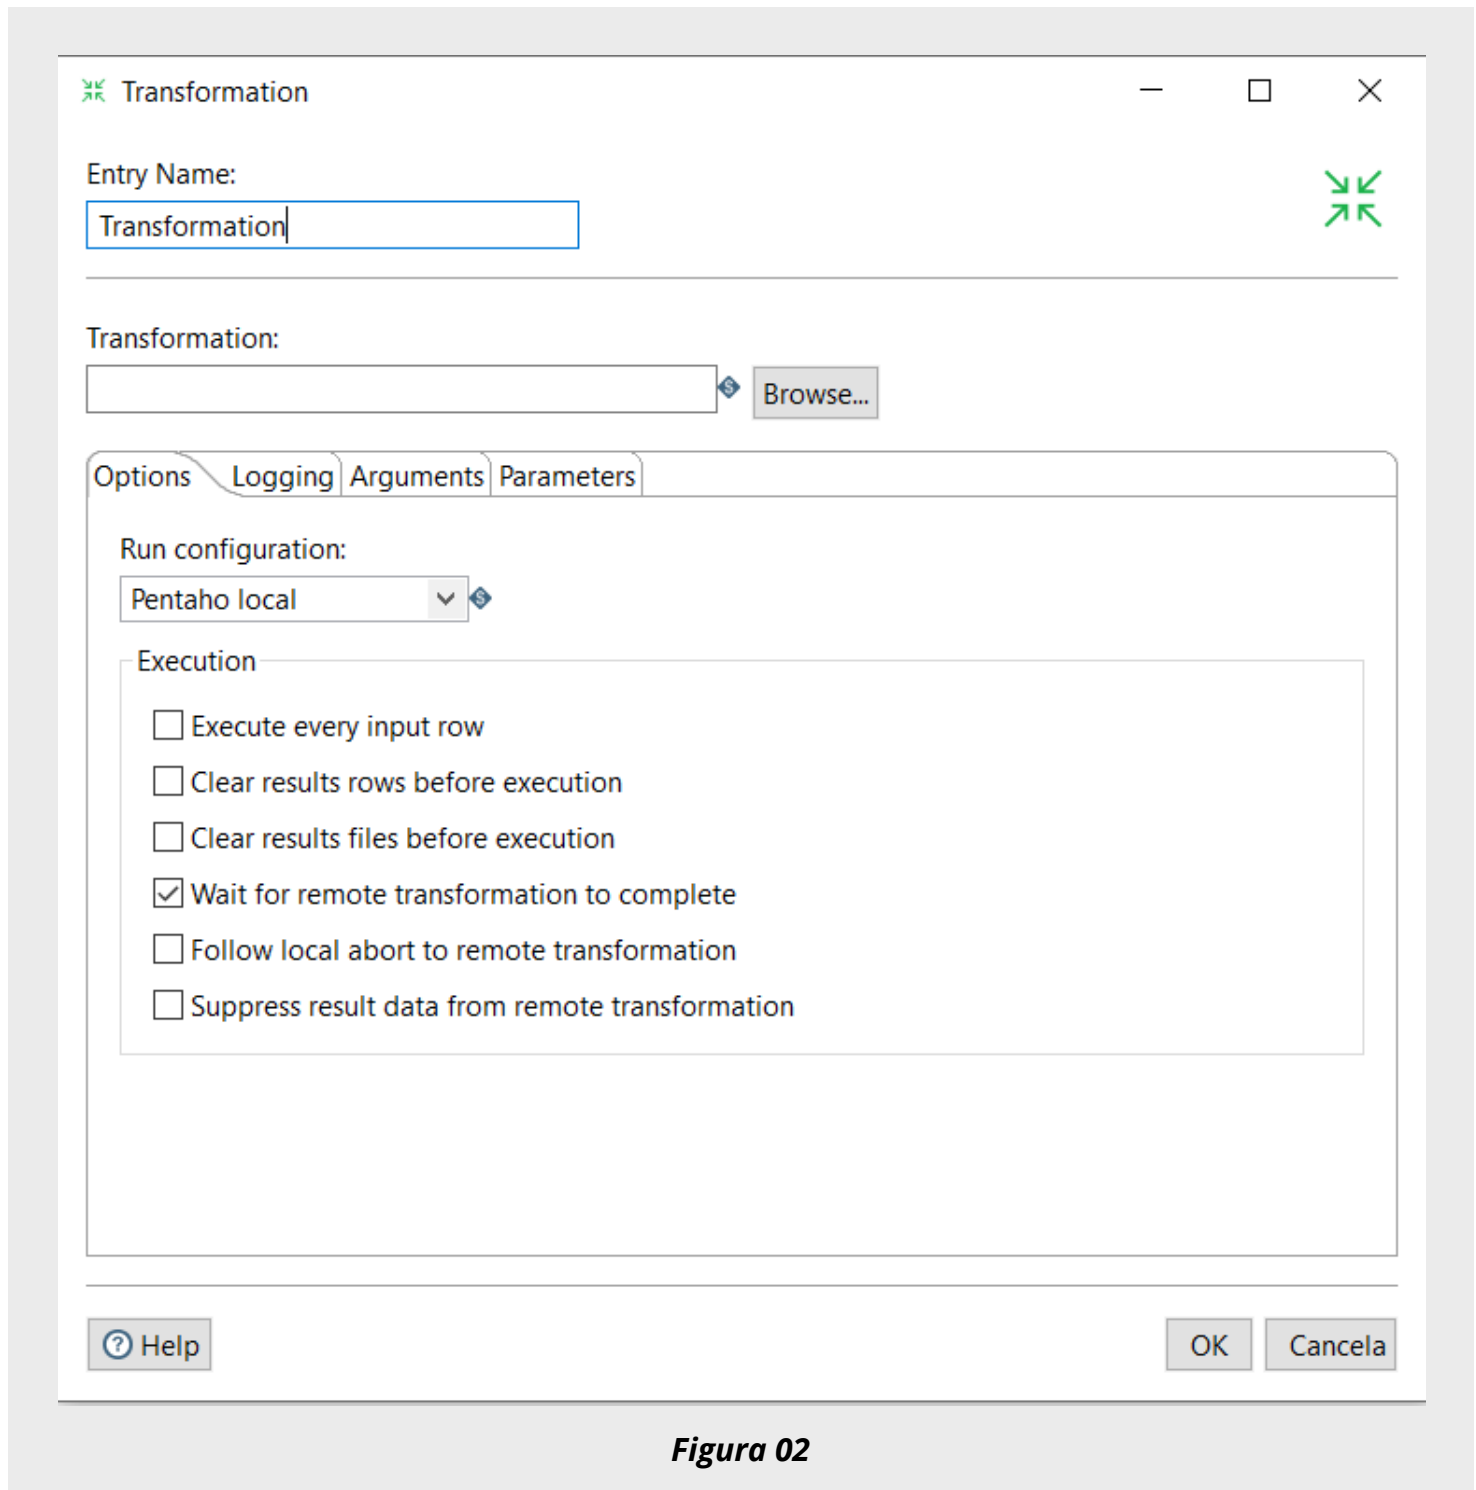 Transformation
Entry Name:
Transformation
Transformation:
Browse...
Options Logging Arguments Parameters
Run configuration:
Pentaho local
Execution
Execute every input row
Clear results rows before execution
Clear results files before execution
Wait for remote transformation to complete
Follow local abort to remote transformation
Suppress result data from remote transformation
Help OK Cancela
Figura 02